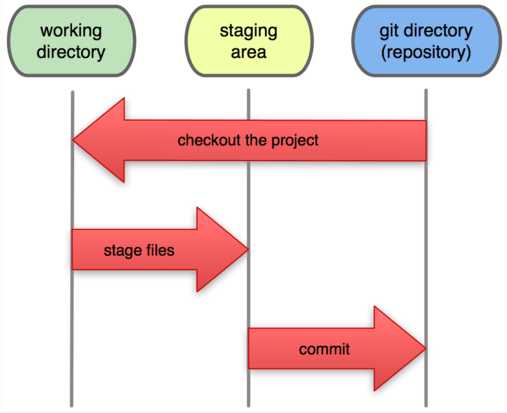 working
directory
staging
area
git directory
(repository)
checkout the project
stage files
commit